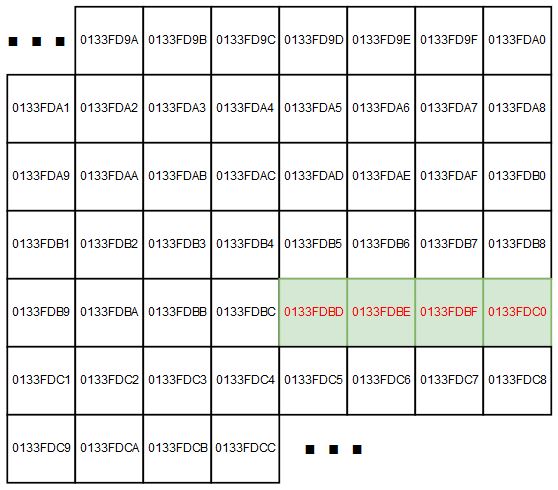 0133FD9A 0133FD9B 0133FD9C 0133FD9D 0133FD9E 0133FD9F 0133FDA0
0133FDA1 0133FDA2 0133FDA3 0133FDA4 0133FDA5 0133FDA6 0133FDA7 0133FDA8
0133FDA9 0133FDAA 0133FDAB 0133FDAC 0133FDAD 0133FDAE 0133FDAF 0133FDB0
0133FDB1 0133FDB2 0133FDB3 0133FDB4 0133FDB5 0133FDB6 0133FDB7 0133FDB8
0133FDB9 0133FDBA 0133FDBB 0133FDBC 0133FDBD 0133FDBE 0133FDBF 0133FDC0
0133FDC1 0133FDC2 0133FDC3 0133FDC4 0133FDC5 0133FDC6 0133FDC7 0133FDC8
0133FDC9 0133FDCA 0133FDCB 0133FDCC